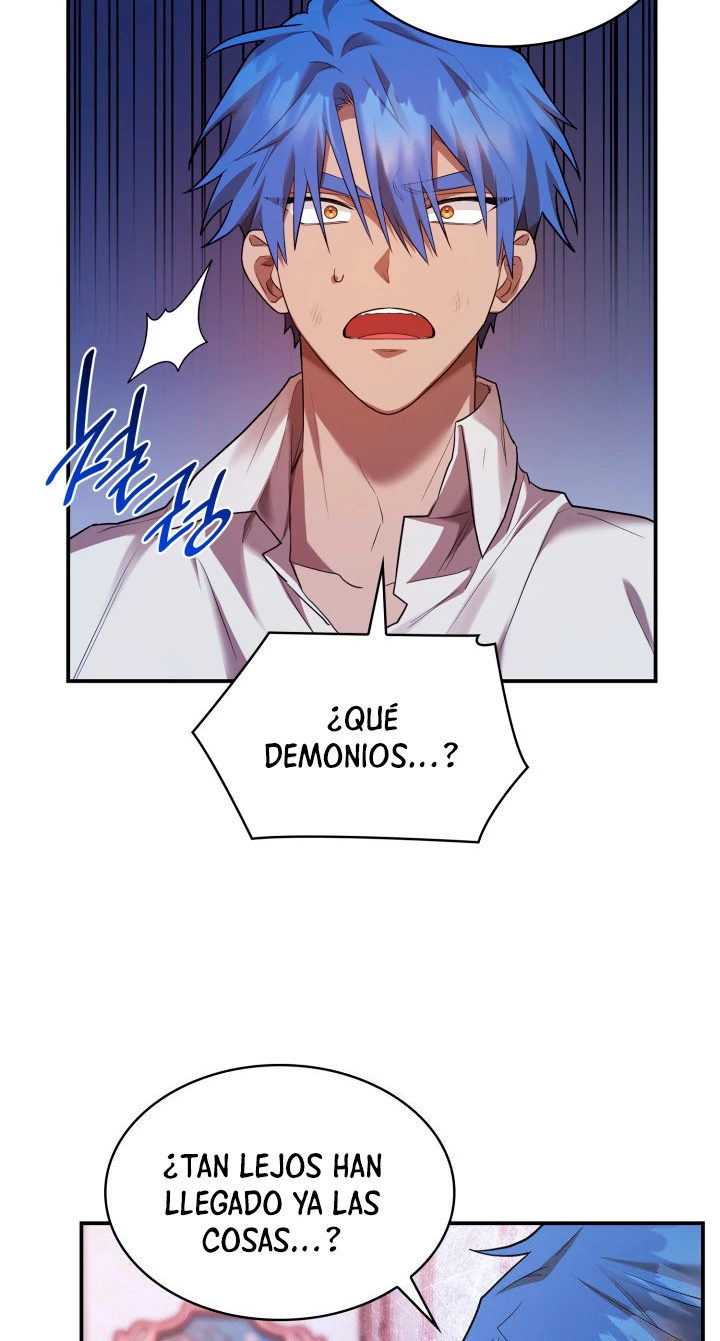 ¿QUÉ
DEMONIOS...?
¿TAN LEJOS HAN
LLEGADO YA LAS
COSAS...?